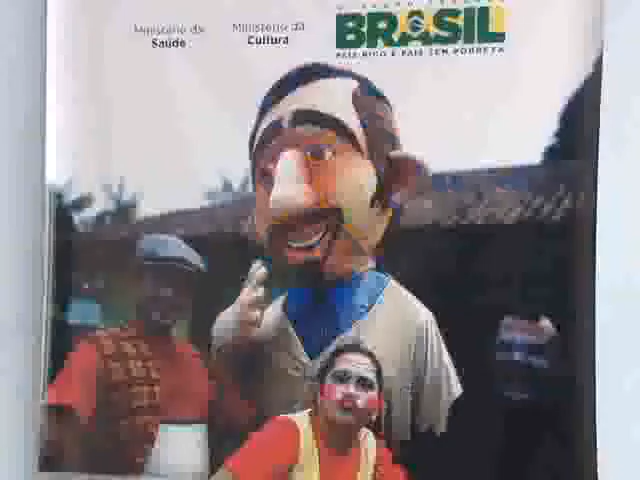 Ministério da
Saúde
Ministério da
Cultura
BRASIL
PAÍS RICO É PAÍS SEM POBREZA